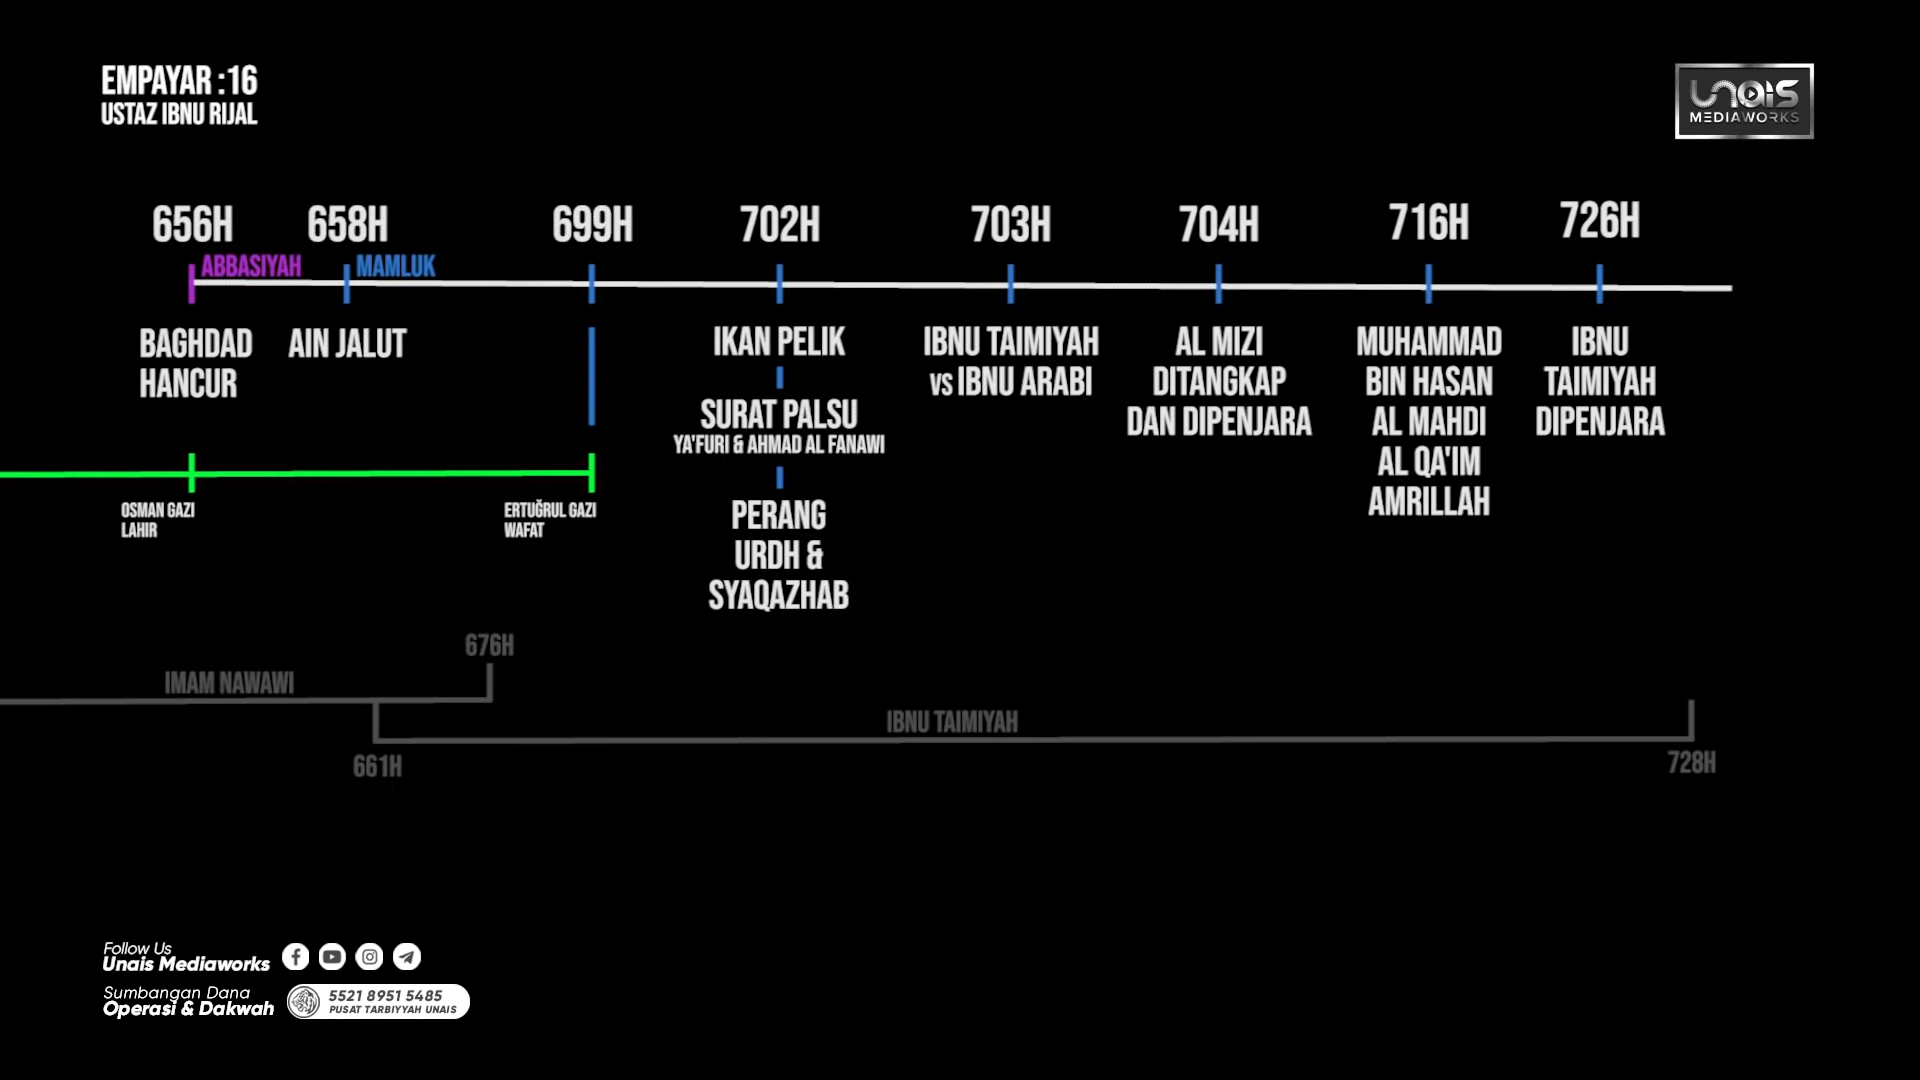 EMPAYAR :16
USTAZ IBNU RIJAL
UNAIS
MEDIAWORKS
656H
658H
699H
702H
703H
704H
716H
726H
ABBASIYAH
MAMLUK
BAGHDAD
HANCUR
AIN JALUT
IKAN PELIK
SURAT PALSU
YA'FURI & AHMAD AL FANAWI
PERANG
URDH &
SYAQAZHAB
IBNU TAIMIYAH
VS IBNU ARABI
AL MIZI
DITANGKAP
DAN DIPENJARA
MUHAMMAD
BIN HASAN
AL MAHDI
AL QA'IM
AMRILLAH
IBNU
TAIMIYAH
DIPENJARA
OSMAN GAZI
LAHIR
ERTUĞRUL GAZI
WAFAT
676H
IMAM NAWAWI
IBNU TAIMIYAH
661H
728H
Follow Us
Unais Mediaworks
Sumbangan Dana
Operasi & Dakwah
5521 8951 5485
PUSAT TARBIYYAH UNAIS